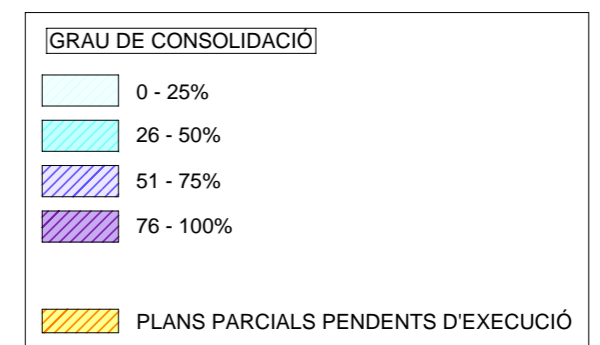 GRAU DE CONSOLIDACIÓ
0 - 25%
26 - 50%
51 - 75%
76 - 100%
PLANS PARCIALS PENDENTS D'EXECUCIÓ